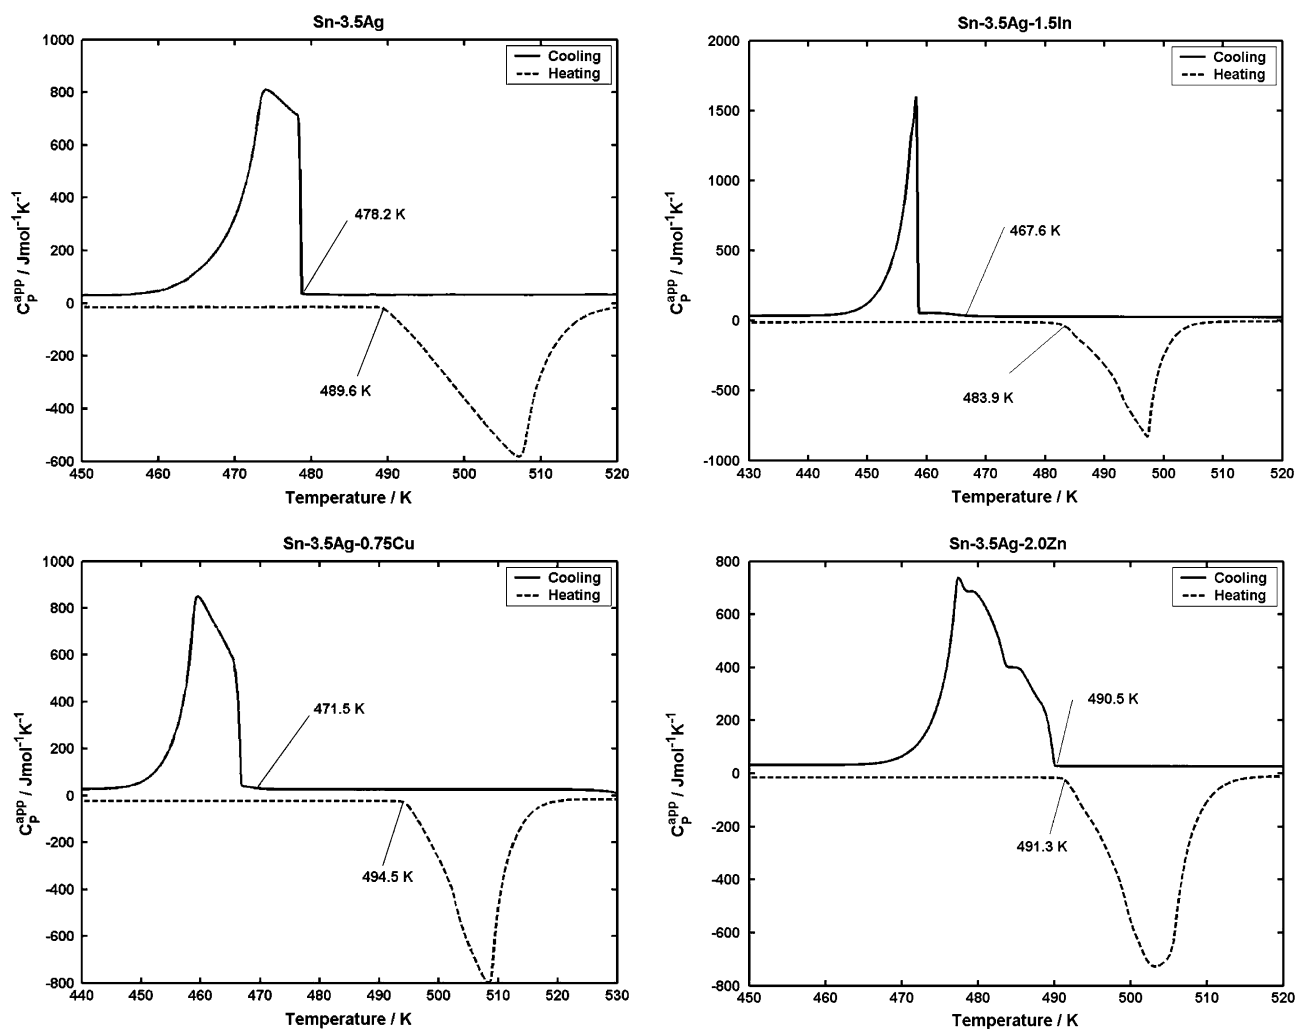 Sn-3.5Ag
1000
800
600
400
200
0
-200
-400
-600
C_P^app / Jmol⁻¹K⁻¹
Cooling
Heating
478.2 K
489.6 K
450
460
470
480
490
500
510
520
Temperature / K
Sn-3.5Ag-1.5In
2000
1500
1000
500
0
-500
-1000
C_P^app / Jmol⁻¹K⁻¹
Cooling
Heating
467.6 K
483.9 K
430
440
450
460
470
480
490
500
510
520
Temperature / K
Sn-3.5Ag-0.75Cu
1000
800
600
400
200
0
-200
-400
-600
-800
C_P^app / Jmol⁻¹K⁻¹
Cooling
Heating
471.5 K
494.5 K
440
450
460
470
480
490
500
510
520
530
Temperature / K
Sn-3.5Ag-2.0Zn
800
600
400
200
0
-200
-400
-600
-800
C_P^app / Jmol⁻¹K⁻¹
Cooling
Heating
490.5 K
491.3 K
450
460
470
480
490
500
510
520
Temperature / K